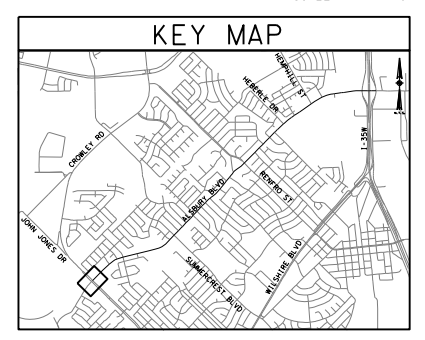 KEY MAP
HEMPHILL ST
HEBERLE DR
CROWLEY RD
I-35W
RENFRO ST
ALSBURY BLVD
JOHN JONES DR
SUMMERCREST BLVD
WILSHIRE BLVD